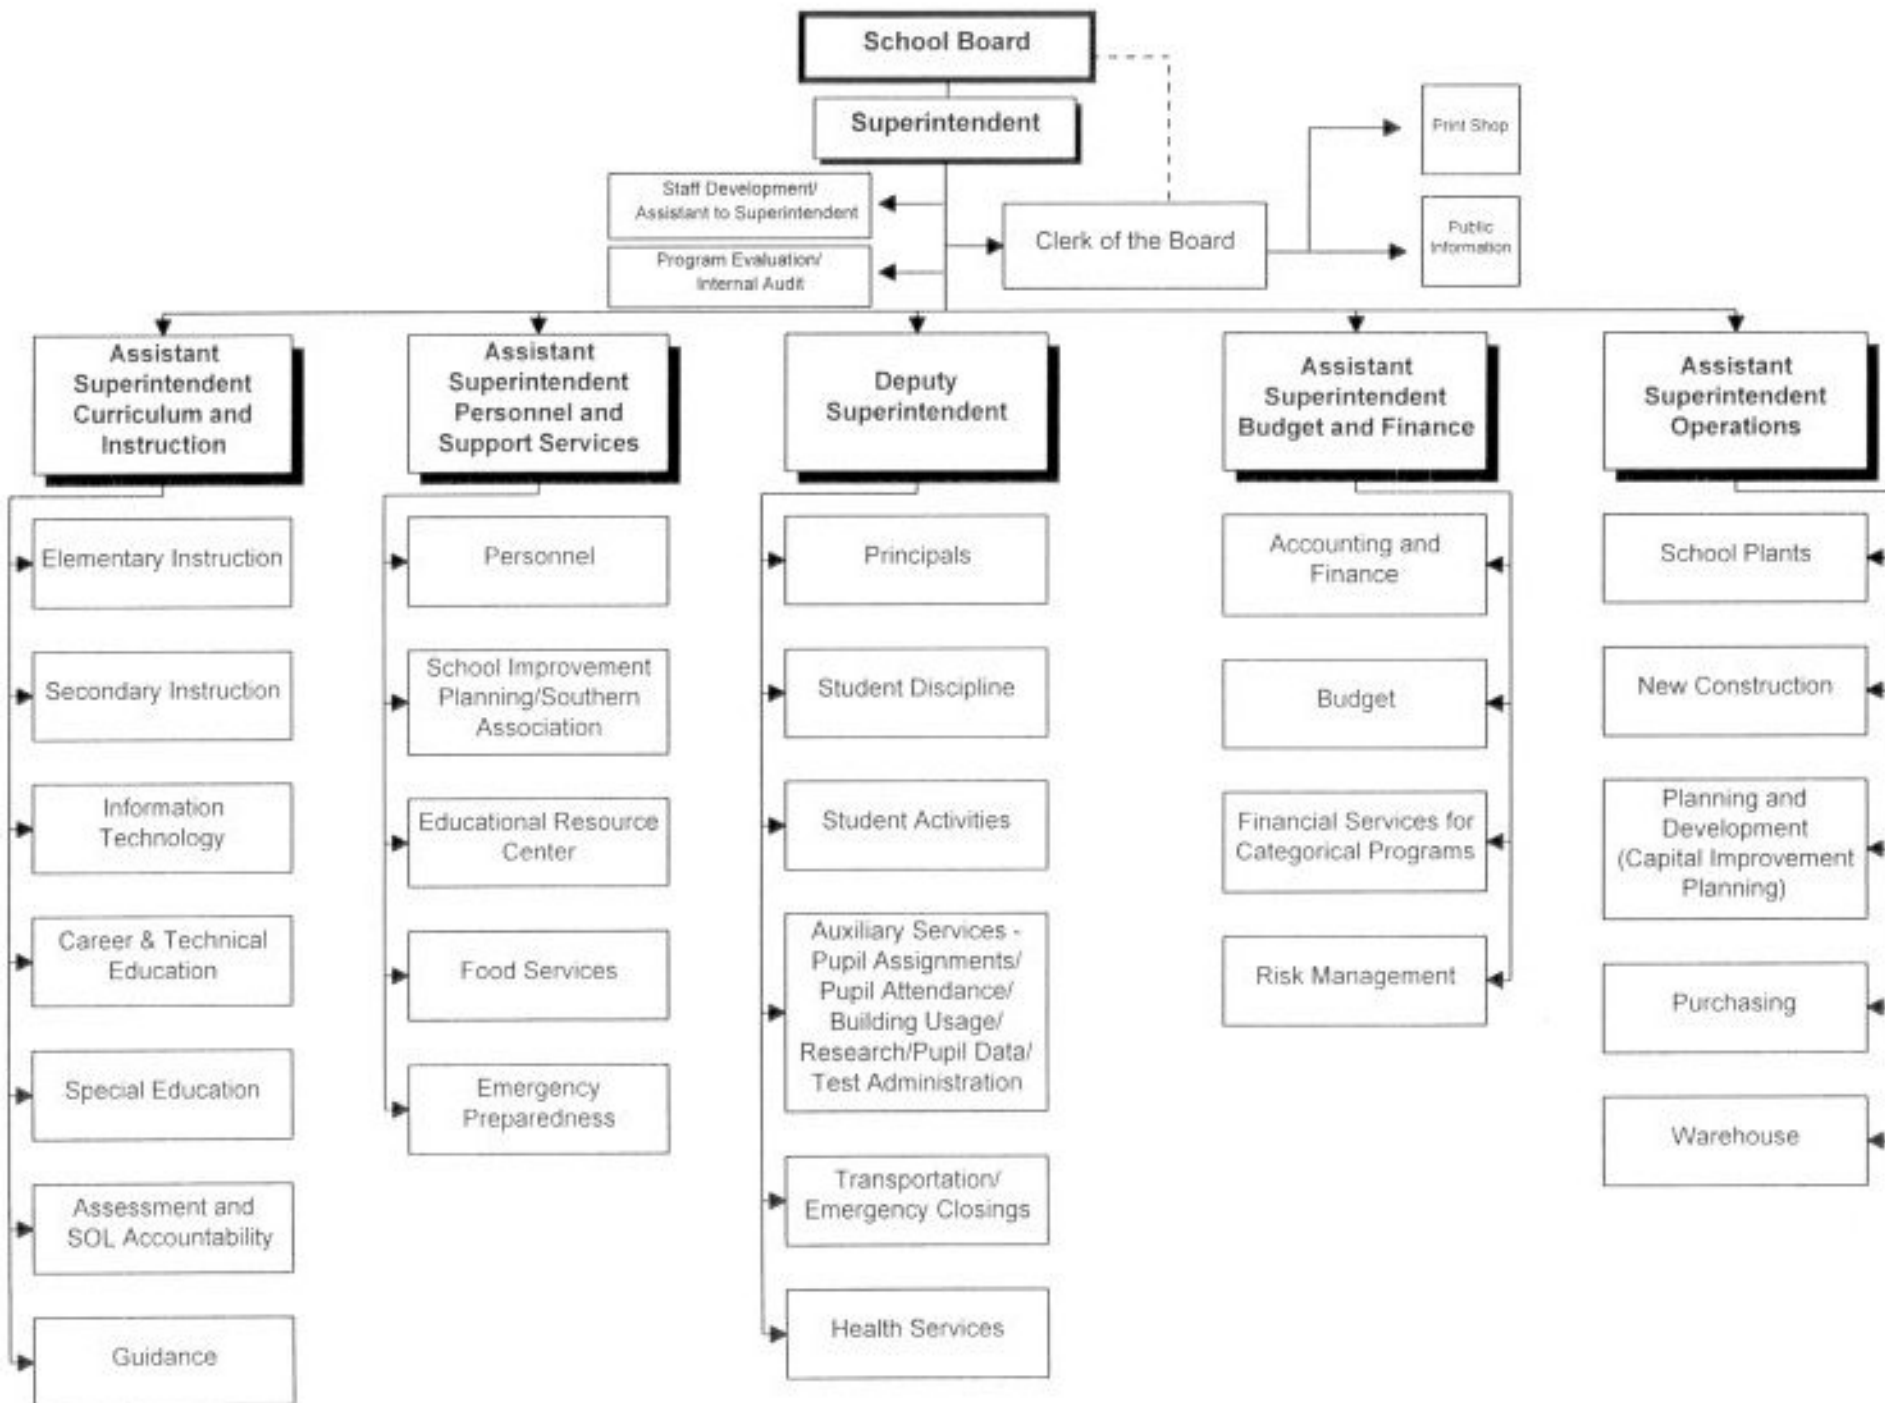 School Board
Superintendent
Print Shop
Staff Development/
Assistant to Superintendent
Clerk of the Board
Public
Information
Program Evaluation/
Internal Audit
Assistant
Superintendent
Curriculum and
Instruction
Assistant
Superintendent
Personnel and
Support Services
Deputy
Superintendent
Assistant
Superintendent
Budget and Finance
Assistant
Superintendent
Operations
Elementary Instruction
Secondary Instruction
Information
Technology
Career & Technical
Education
Special Education
Assessment and
SOL Accountability
Guidance
Personnel
School Improvement
Planning/Southern
Association
Educational Resource
Center
Food Services
Emergency
Preparedness
Principals
Student Discipline
Student Activities
Auxiliary Services -
Pupil Assignments/
Pupil Attendance/
Building Usage/
Research/Pupil Data/
Test Administration
Transportation/
Emergency Closings
Health Services
Accounting and
Finance
Budget
Financial Services for
Categorical Programs
Risk Management
School Plants
New Construction
Planning and
Development
(Capital Improvement
Planning)
Purchasing
Warehouse